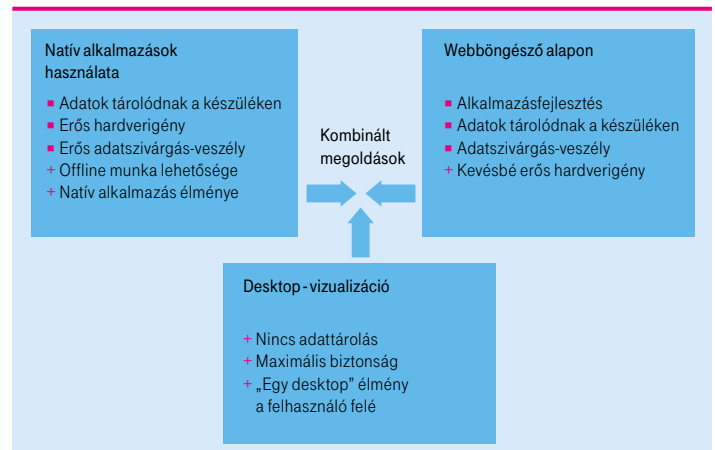 Natív alkalmazások
használata
▪ Adatok tárolódnak a készüléken
▪ Erős hardverigény
▪ Erős adatszivárgás-veszély
+ Offline munka lehetősége
+ Natív alkalmazás élménye
Kombinált
megoldások
Webböngésző alapon
▪ Alkalmazásfejlesztés
▪ Adatok tárolódnak a készüléken
▪ Adatszivárgás-veszély
+ Kevésbé erős hardverigény
Desktop-vizualizáció
+ Nincs adattárolás
+ Maximális biztonság
+ „Egy desktop” élmény
a felhasználó felé